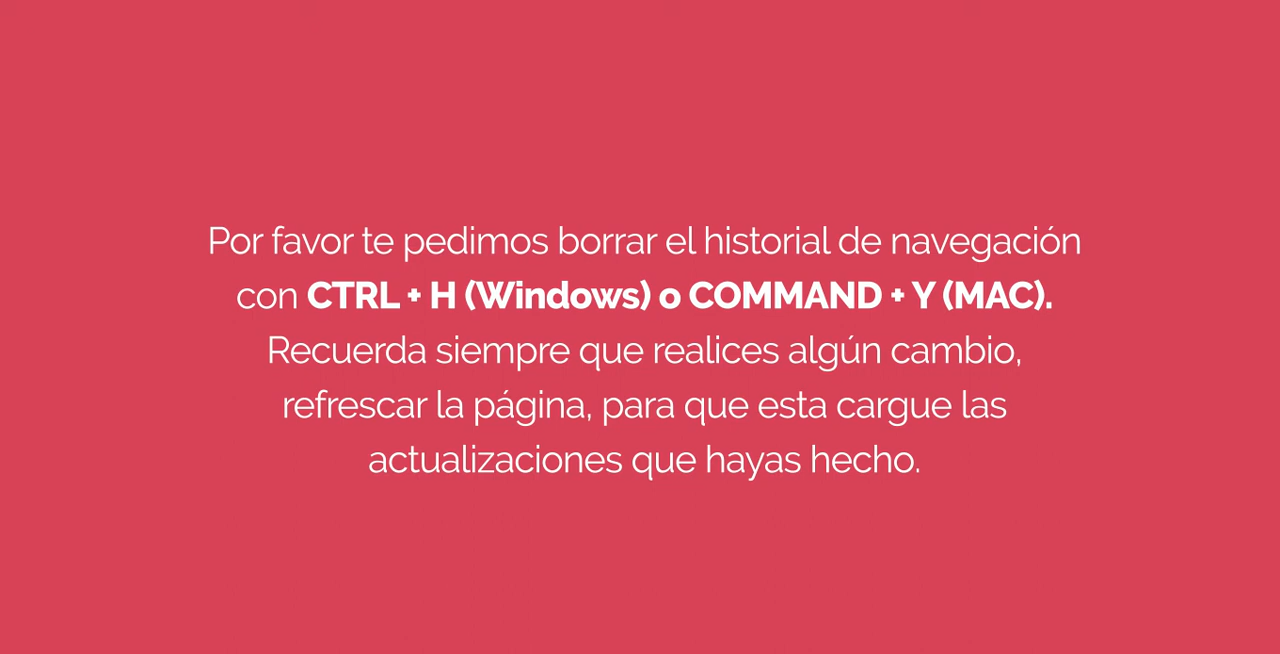 Por favor te pedimos borrar el historial de navegación
con CTRL + H (Windows) o COMMAND + Y (MAC).
Recuerda siempre que realices algún cambio,
refrescar la página, para que esta cargue las
actualizaciones que hayas hecho.